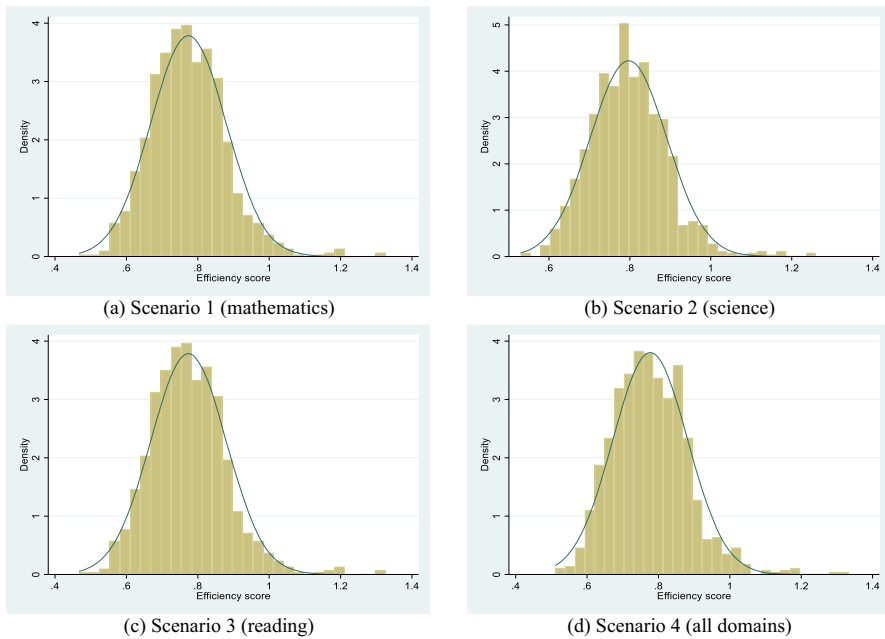 4
3
2
1
0
Density
.4 .6 .8 1 1.2 1.4
Efficiency score
(a) Scenario 1 (mathematics)
5
4
3
2
1
0
Density
.6 .8 1 1.2 1.4
Efficiency score
(b) Scenario 2 (science)
4
3
2
1
0
Density
.4 .6 .8 1 1.2 1.4
Efficiency score
(c) Scenario 3 (reading)
4
3
2
1
0
Density
.4 .6 .8 1 1.2 1.4
Efficiency score
(d) Scenario 4 (all domains)